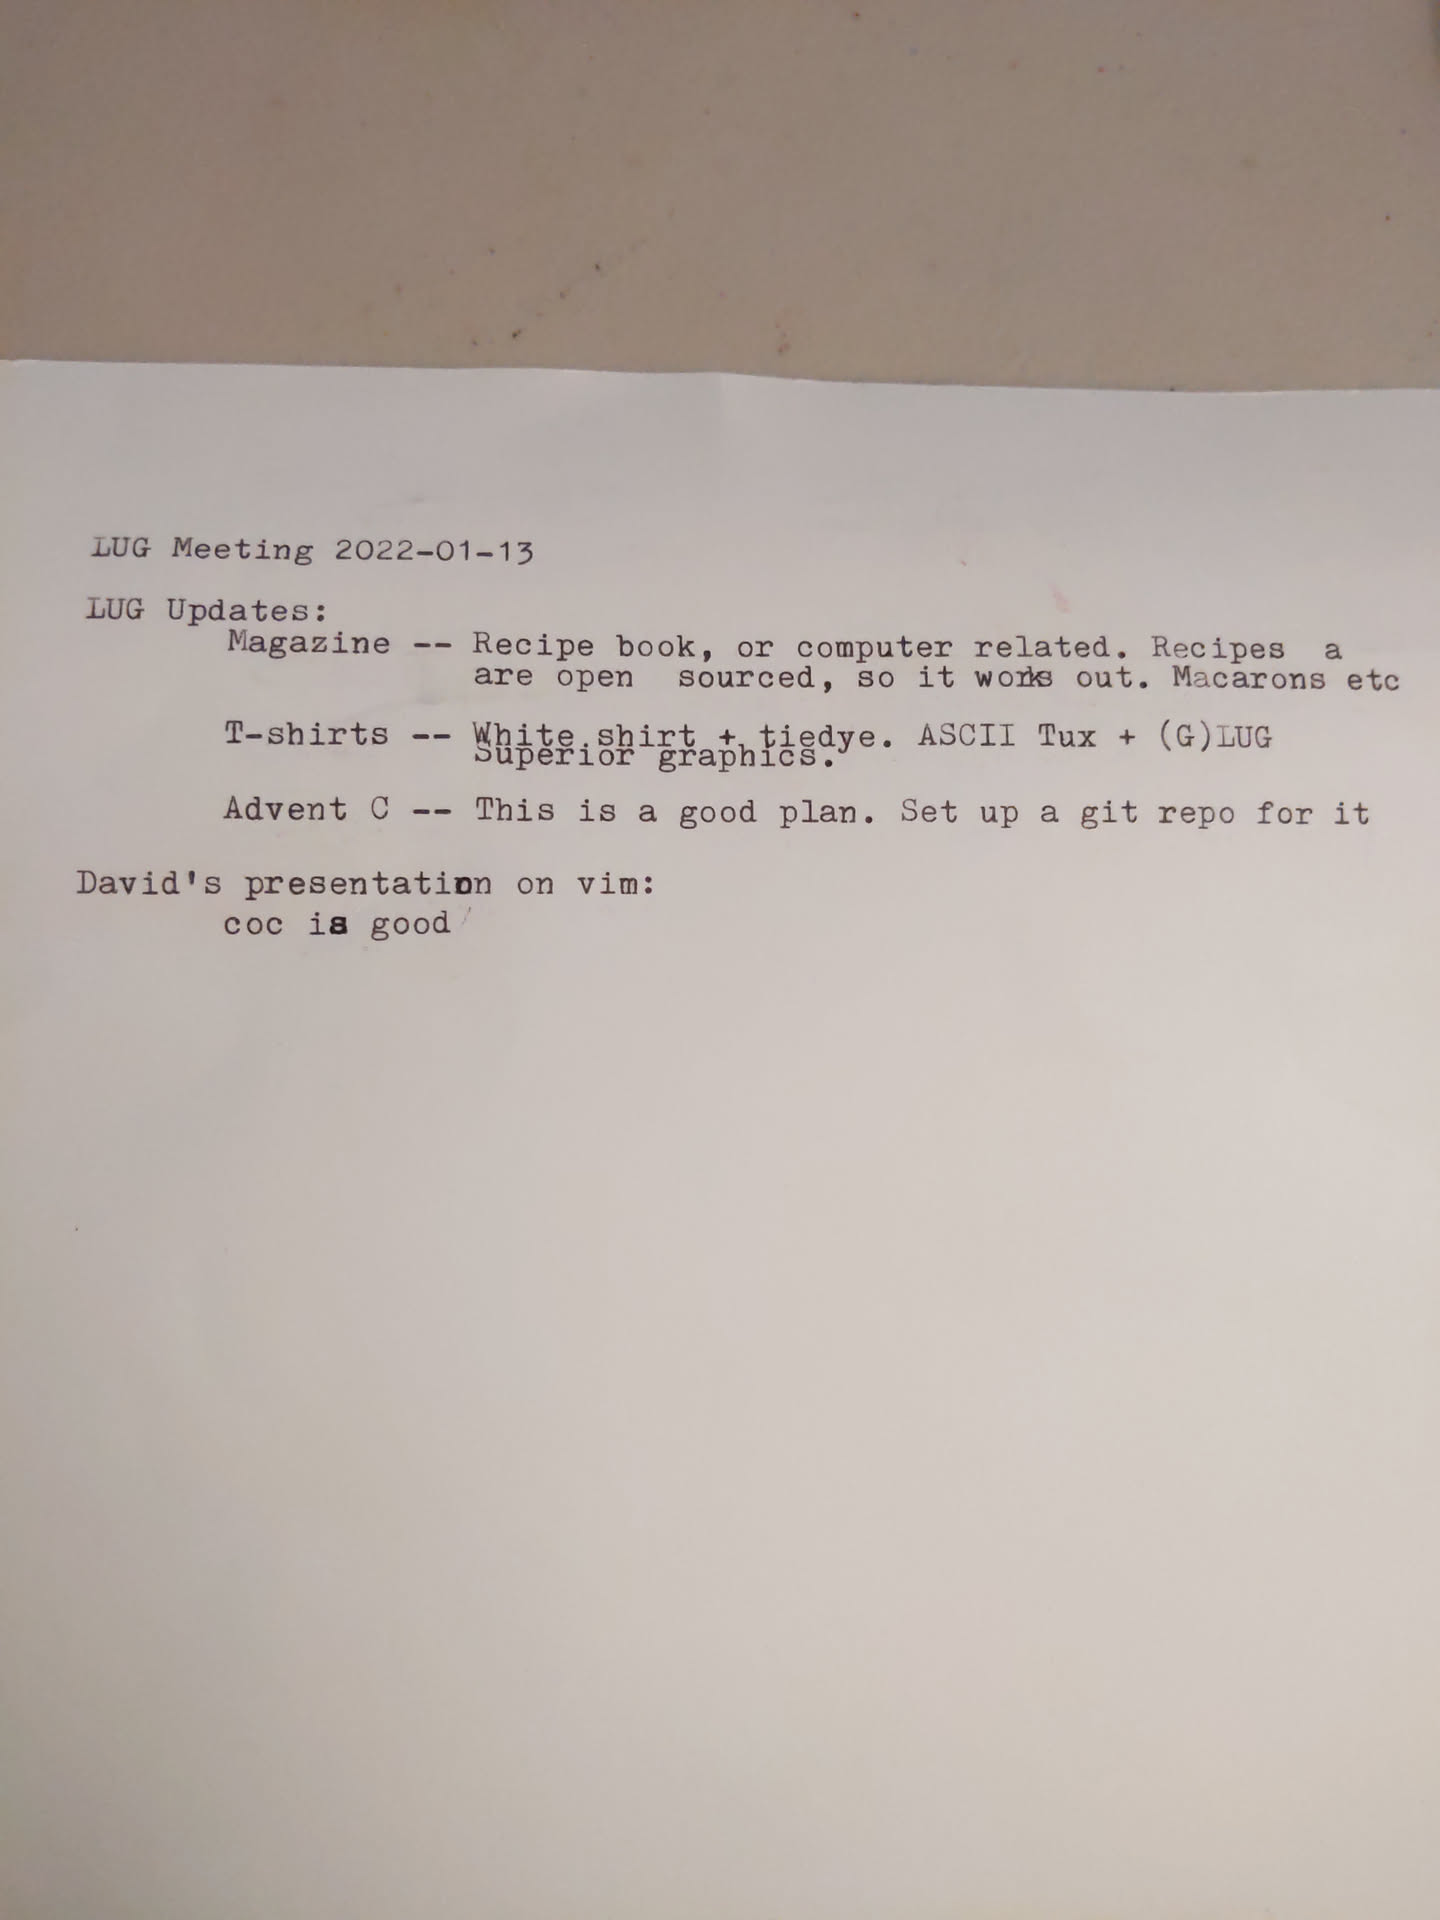 LUG Meeting 2022-01-13
LUG Updates:
Magazine -- Recipe book, or computer related. Recipes a
are open sourced, so it works out. Macarons etc
T-shirts -- White shirt + tiedye. ASCII Tux + (G)LUG
Superior graphics.
Advent C -- This is a good plan. Set up a git repo for it
David's presentation on vim:
coc is good